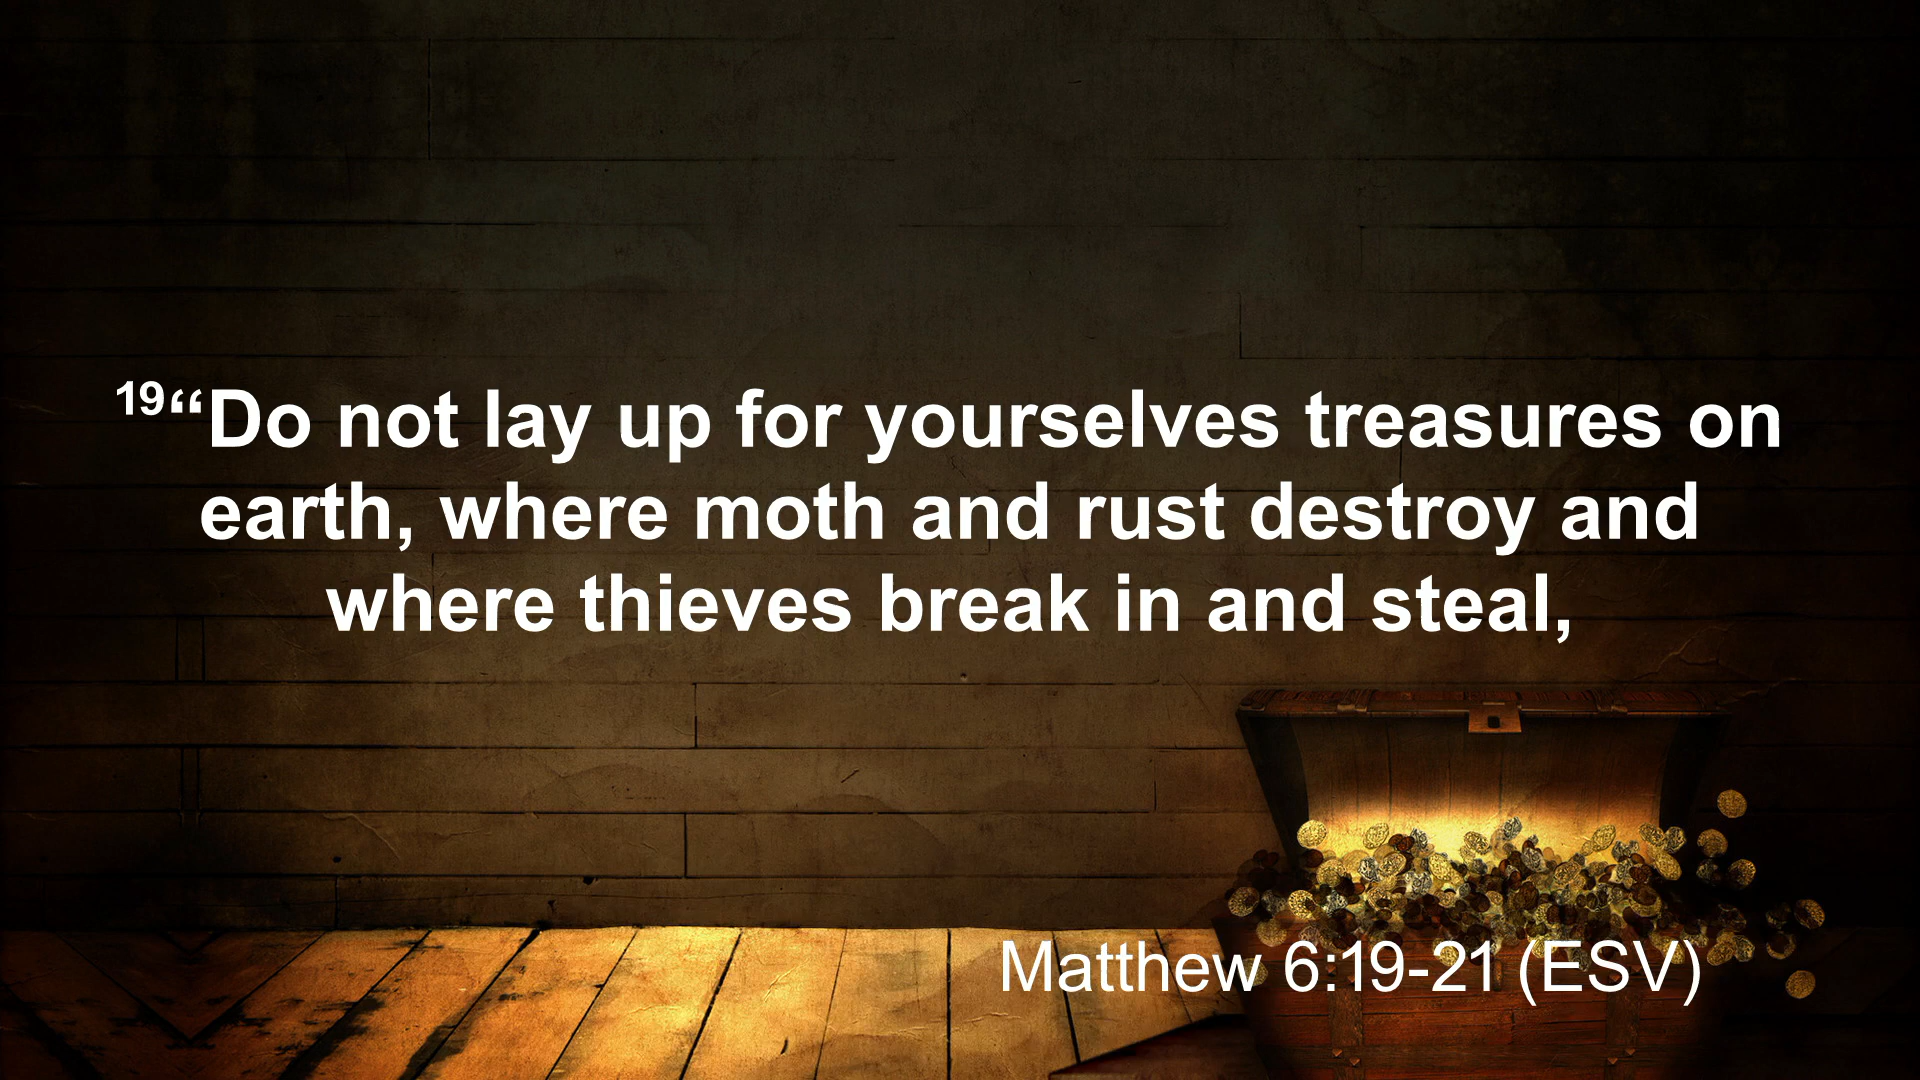 19“Do not lay up for yourselves treasures on
earth, where moth and rust destroy and
where thieves break in and steal,
Matthew 6:19-21 (ESV)